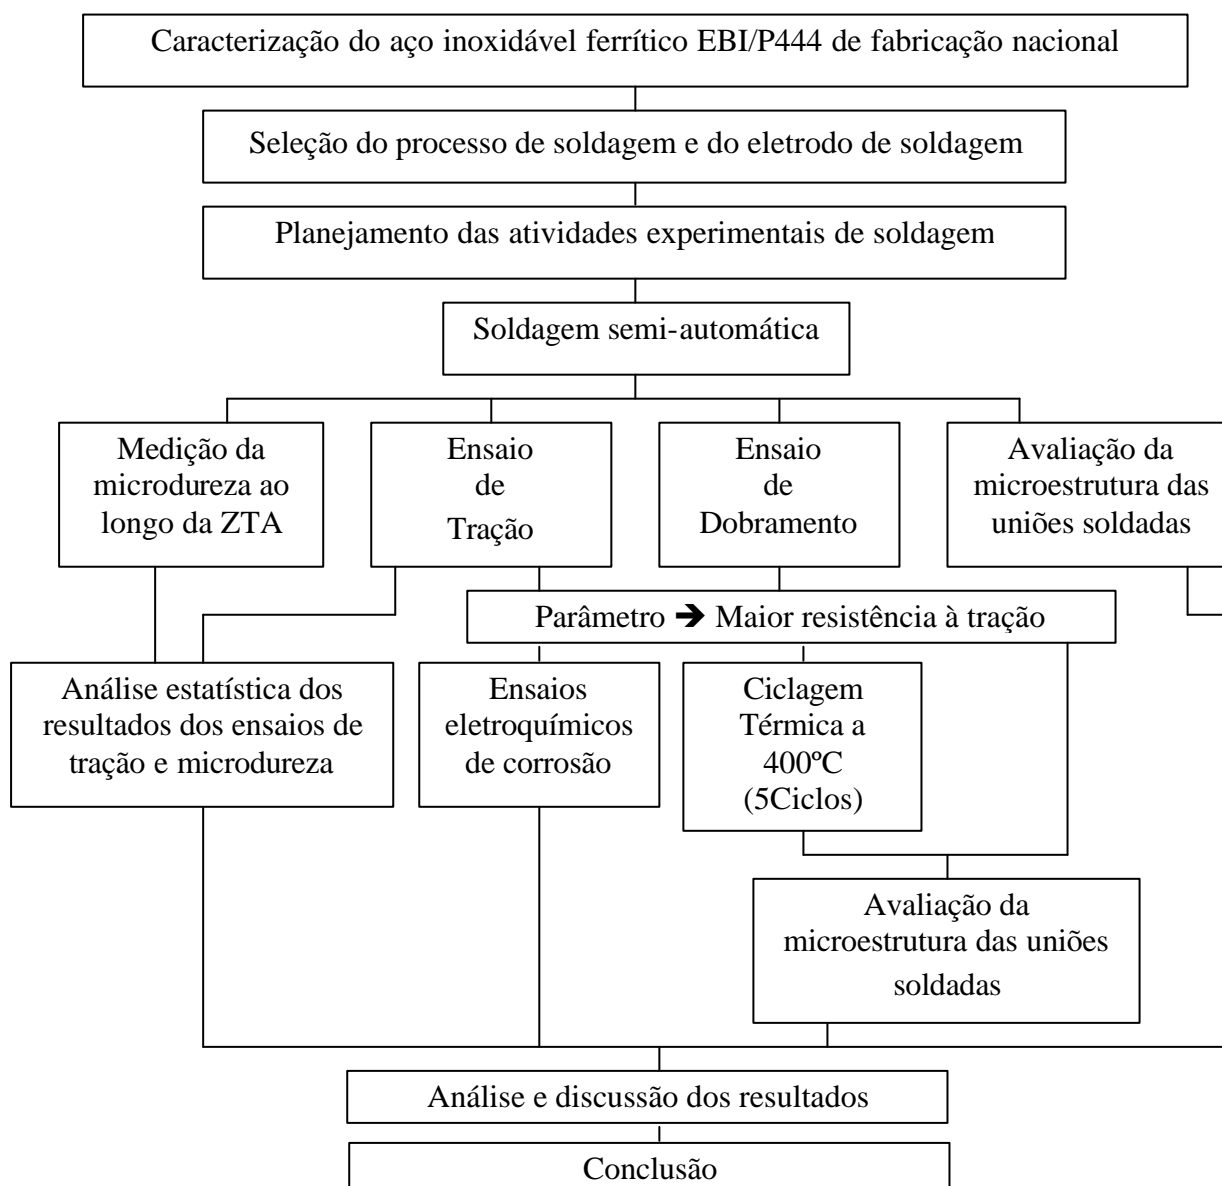 Caracterização do aço inoxidável ferrítico EBI/P444 de fabricação nacional
Seleção do processo de soldagem e do eletrodo de soldagem
Planejamento das atividades experimentais de soldagem
Soldagem semi-automática
Medição da
microdureza ao
longo da ZTA
Ensaio
de
Tração
Ensaio
de
Dobramento
Avaliação da
microestrutura das
uniões soldadas
Parâmetro ➔ Maior resistência à tração
Análise estatística dos
resultados dos ensaios de
tração e microdureza
Ensaios
eletroquímicos
de corrosão
Ciclagem
Térmica a
400ºC
(5Ciclos)
Avaliação da
microestrutura das uniões
soldadas
Análise e discussão dos resultados
Conclusão